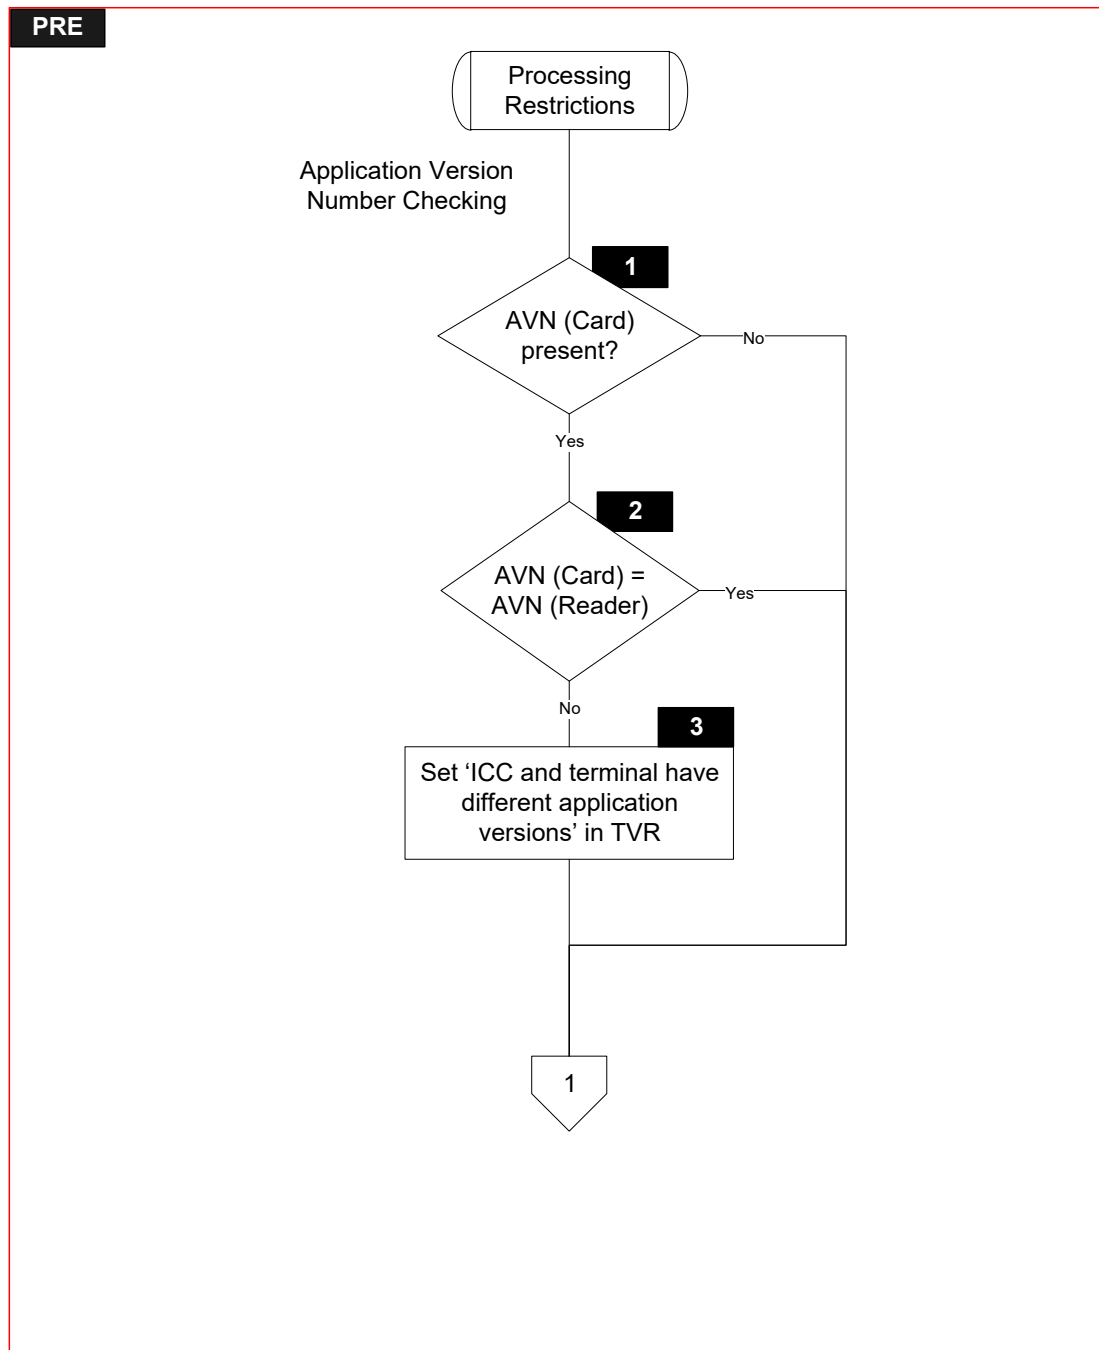 PRE
Processing
Restrictions
Application Version
Number Checking
1
AVN (Card)
present?
No
Yes
2
AVN (Card) =
AVN (Reader)
Yes
No
3
Set ‘ICC and terminal have
different application
versions’ in TVR
1